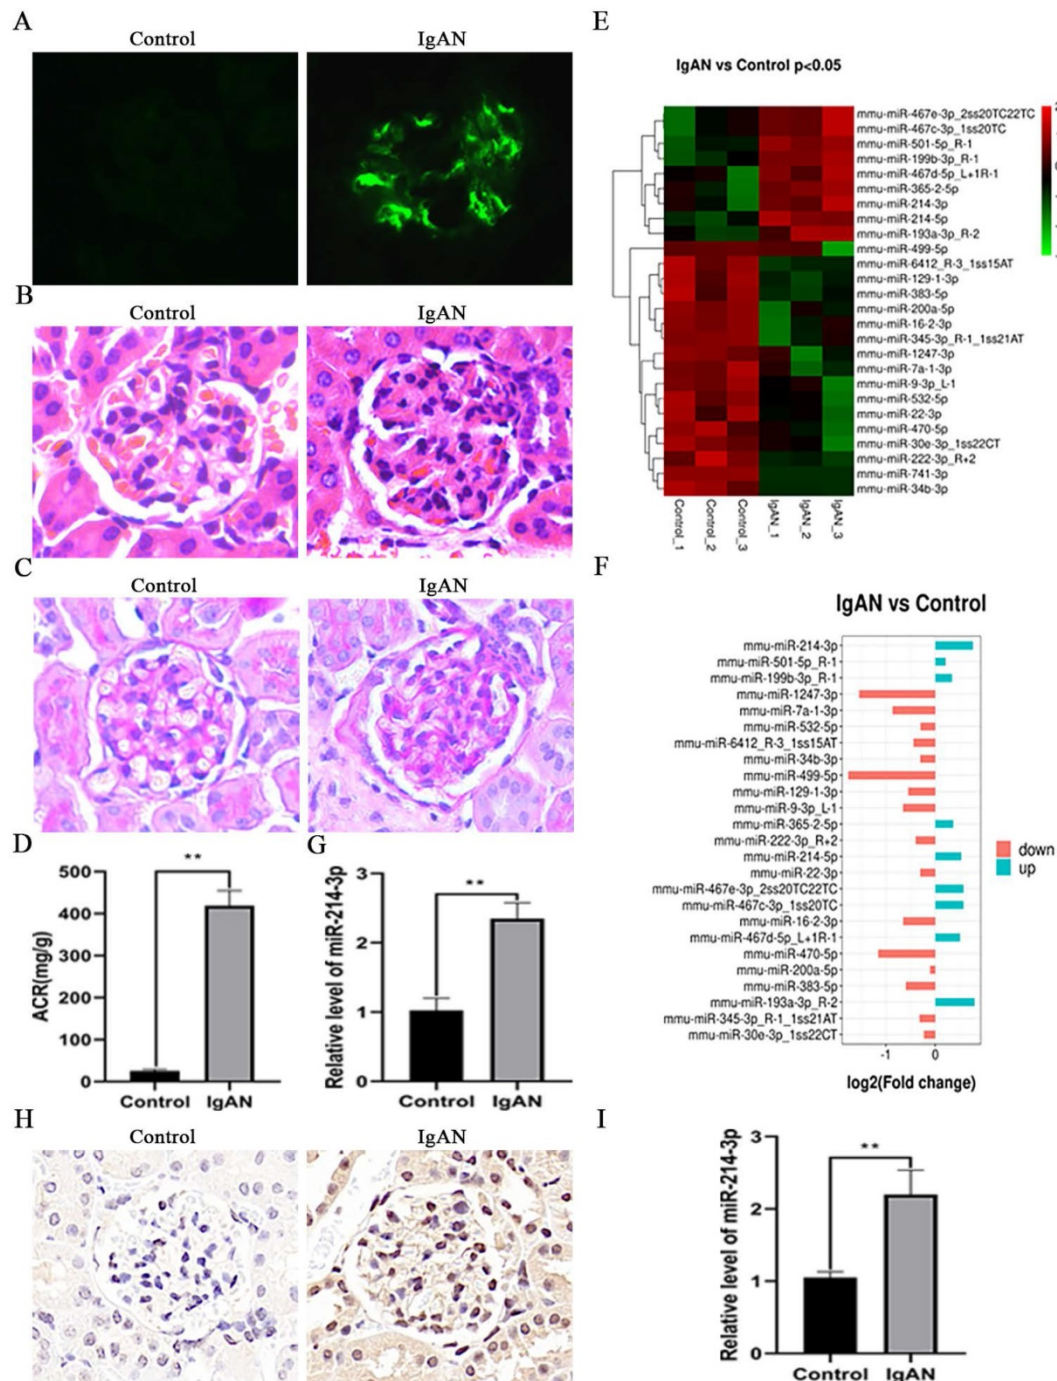 A
Control
IgAN
B
Control
IgAN
C
Control
IgAN
D
**
500
400
300
200
100
0
ACR(mg/g)
Control
IgAN
E
IgAN vs Control p<0.05
mmu-miR-467e-3p_2ss20TC22TC
mmu-miR-467c-3p_1ss20TC
mmu-miR-501-5p_R-1
mmu-miR-199b-3p_R-1
mmu-miR-467d-5p_L+1R-1
mmu-miR-365-2-5p
mmu-miR-214-3p
mmu-miR-214-5p
mmu-miR-193a-3p_R-2
mmu-miR-499-5p
mmu-miR-6412_R-3_1ss15AT
mmu-miR-129-1-3p
mmu-miR-383-5p
mmu-miR-200a-5p
mmu-miR-16-2-3p
mmu-miR-345-3p_R-1_1ss21AT
mmu-miR-1247-3p
mmu-miR-7a-1-3p
mmu-miR-9-3p_L-1
mmu-miR-532-5p
mmu-miR-22-3p
mmu-miR-470-5p
mmu-miR-30e-3p_1ss22CT
mmu-miR-222-3p_R+2
mmu-miR-741-3p
mmu-miR-34b-3p
Control_1
Control_2
Control_3
IgAN_1
IgAN_2
IgAN_3
F
IgAN vs Control
mmu-miR-214-3p
mmu-miR-501-5p_R-1
mmu-miR-199b-3p_R-1
mmu-miR-1247-3p
mmu-miR-7a-1-3p
mmu-miR-532-5p
mmu-miR-6412_R-3_1ss15AT
mmu-miR-34b-3p
mmu-miR-499-5p
mmu-miR-129-1-3p
mmu-miR-9-3p_L-1
mmu-miR-365-2-5p
mmu-miR-222-3p_R+2
mmu-miR-214-5p
mmu-miR-22-3p
mmu-miR-467e-3p_2ss20TC22TC
mmu-miR-467c-3p_1ss20TC
mmu-miR-16-2-3p
mmu-miR-467d-5p_L+1R-1
mmu-miR-470-5p
mmu-miR-200a-5p
mmu-miR-383-5p
mmu-miR-193a-3p_R-2
mmu-miR-345-3p_R-1_1ss21AT
mmu-miR-30e-3p_1ss22CT
-1 0
log2(Fold change)
down
up
G
**
3
2
1
0
Relative level of miR-214-3p
Control
IgAN
H
Control
IgAN
I
**
3
2
1
0
Relative level of miR-214-3p
Control
IgAN